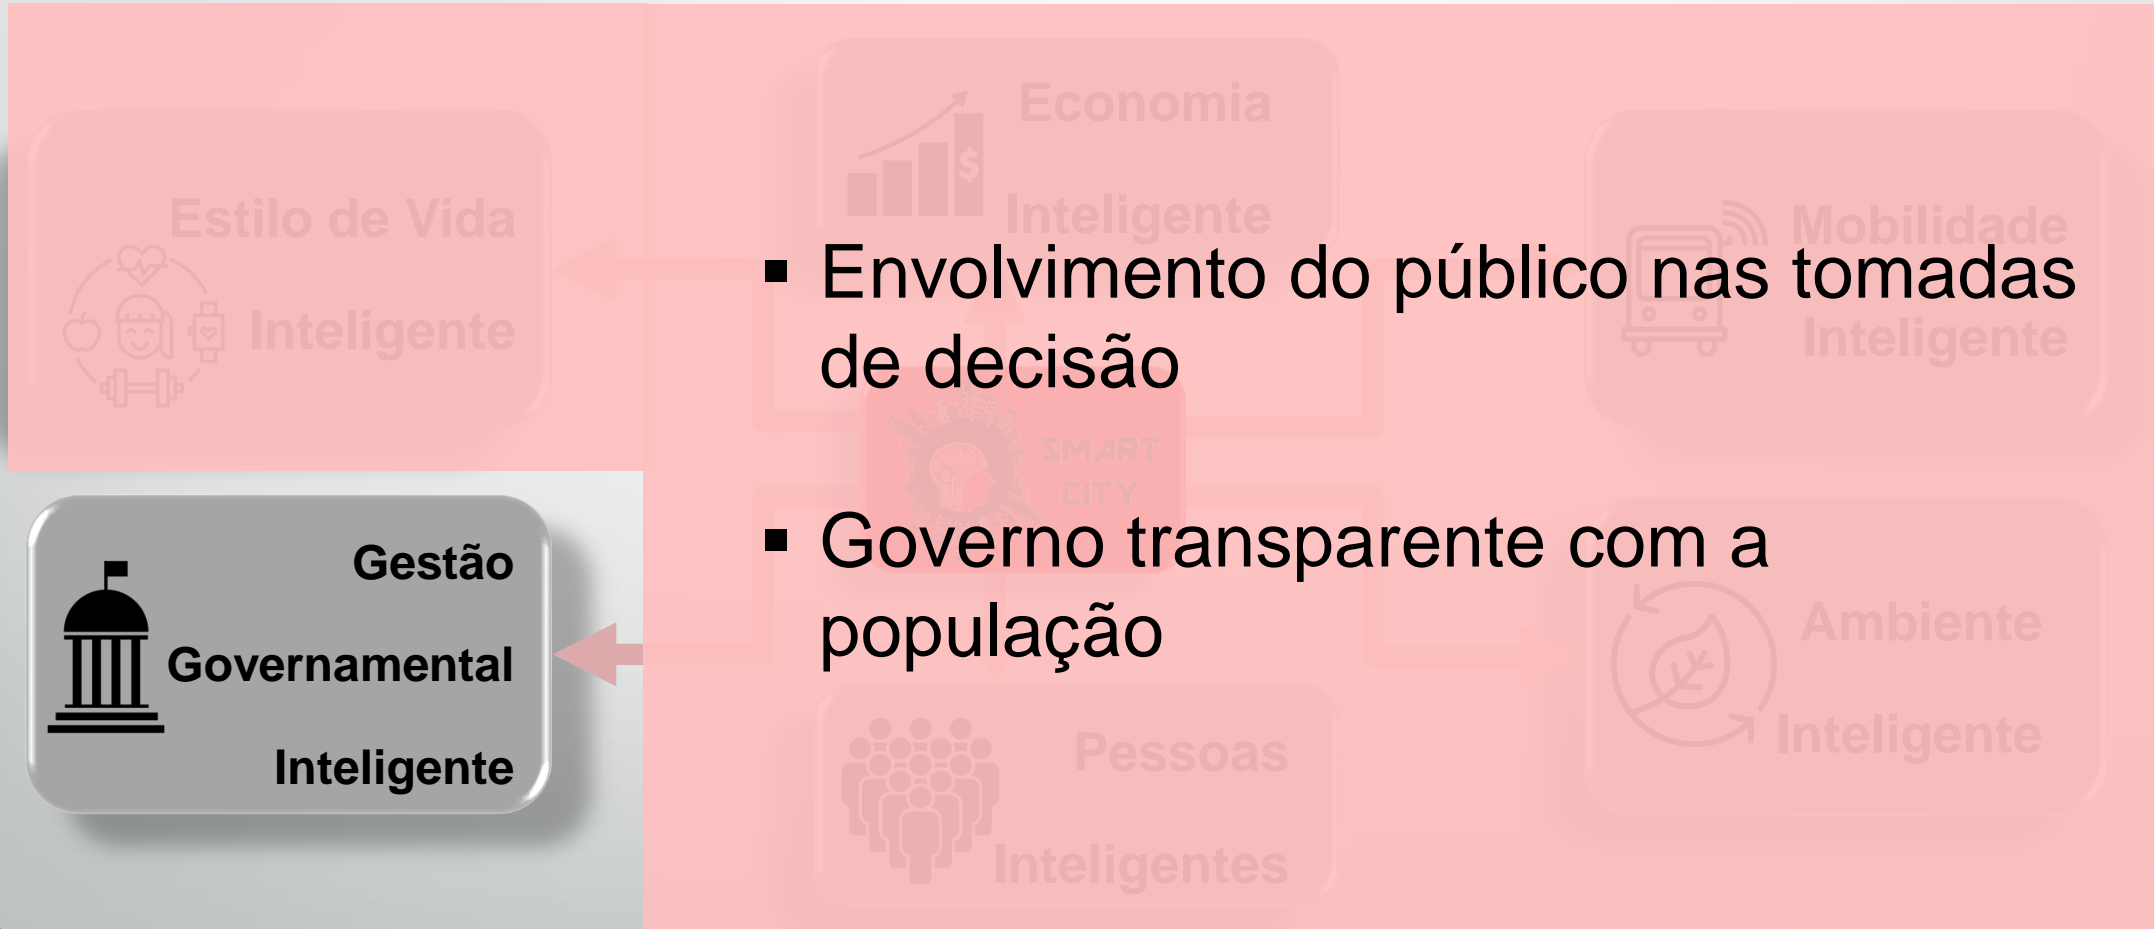 Economia
Inteligente
Estilo de Vida
Inteligente
Mobilidade
Inteligente
▪ Envolvimento do público nas tomadas
de decisão
SMART
CITY
▪ Governo transparente com a
população
Gestão
Governamental
Inteligente
Ambiente
Inteligente
Pessoas
Inteligentes
$